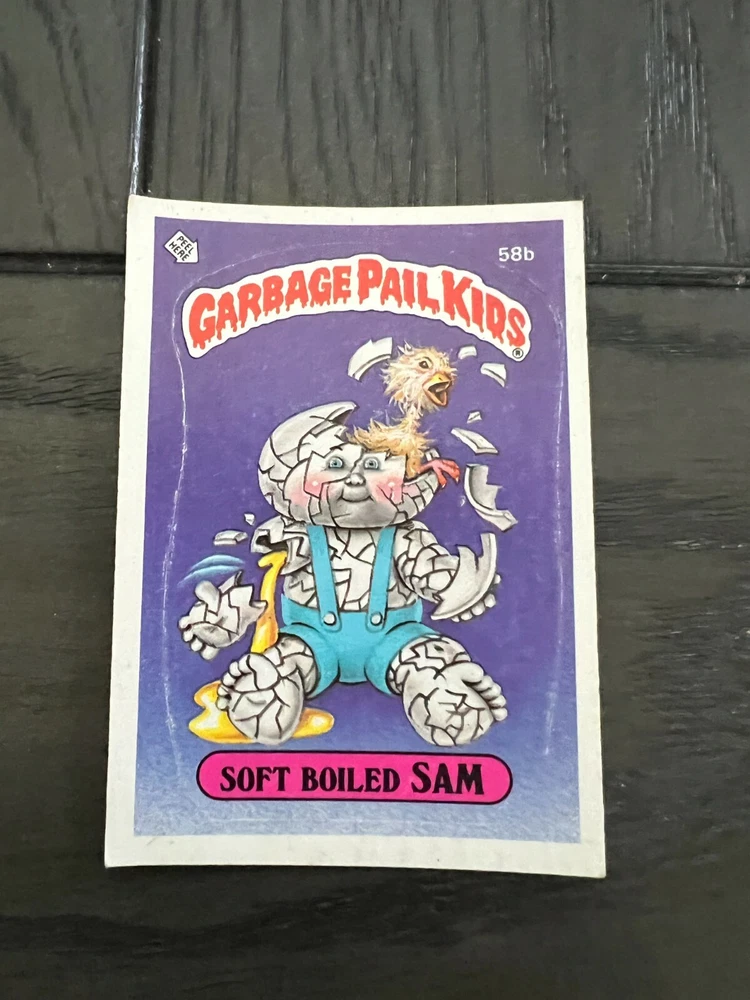 PEEL
HERE
58b
GARBAGE PAIL KIDS®
SOFT BOILED SAM